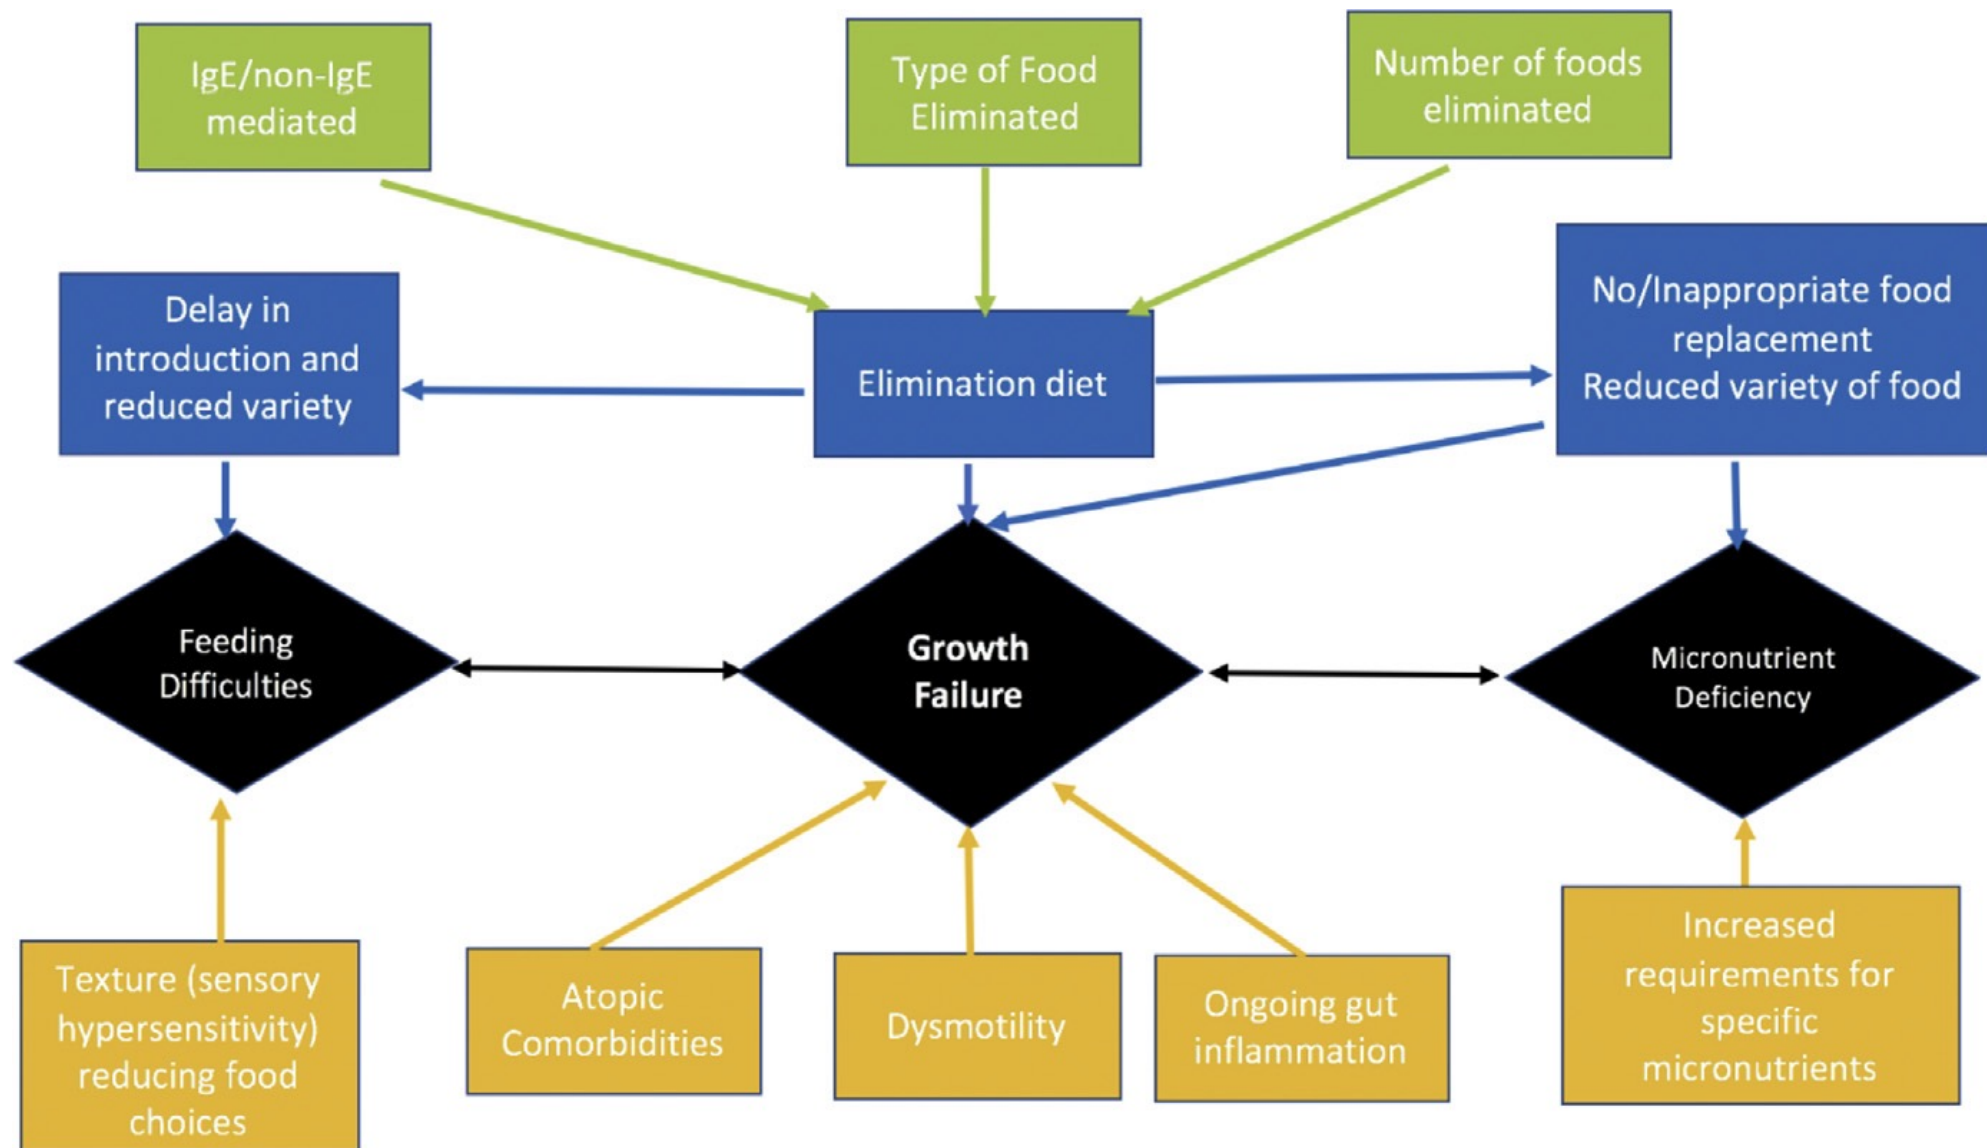 IgE/non-IgE
mediated
Type of Food
Eliminated
Number of foods
eliminated
Delay in
introduction and
reduced variety
Elimination diet
No/Inappropriate food
replacement
Reduced variety of food
Feeding
Difficulties
Growth
Failure
Micronutrient
Deficiency
Texture (sensory
hypersensitivity)
reducing food
choices
Atopic
Comorbidities
Dysmotility
Ongoing gut
inflammation
Increased
requirements for
specific
micronutrients